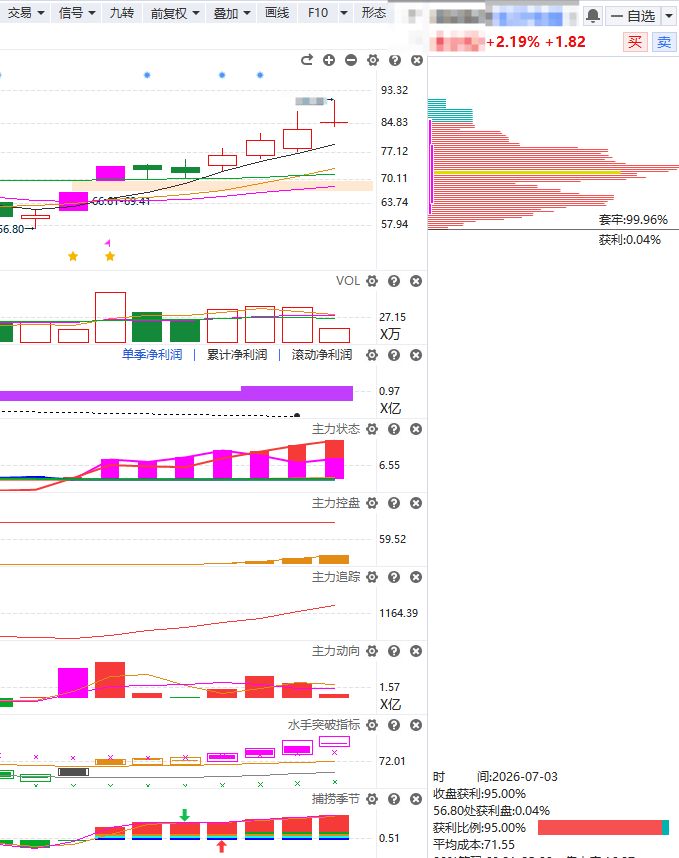 交易 信号 九转 前复权 叠加 画线 F10 形态
自选
+2.19% +1.82
买 卖
93.32
84.83
77.12
70.11
63.74
57.94
66.61-69.41
56.80
套牢:99.96%
获利:0.04%
VOL
27.15
X万
单季净利润 | 累计净利润 | 滚动净利润
0.97
X亿
主力状态
6.55
主力控盘
59.52
主力追踪
1164.39
主力动向
1.57
X亿
水手突破指标
72.01
捕捞季节
0.51
时 间:2026-07-03
收盘获利:95.00%
56.80处获利盘:0.04%
获利比例:95.00%
平均成本:71.55